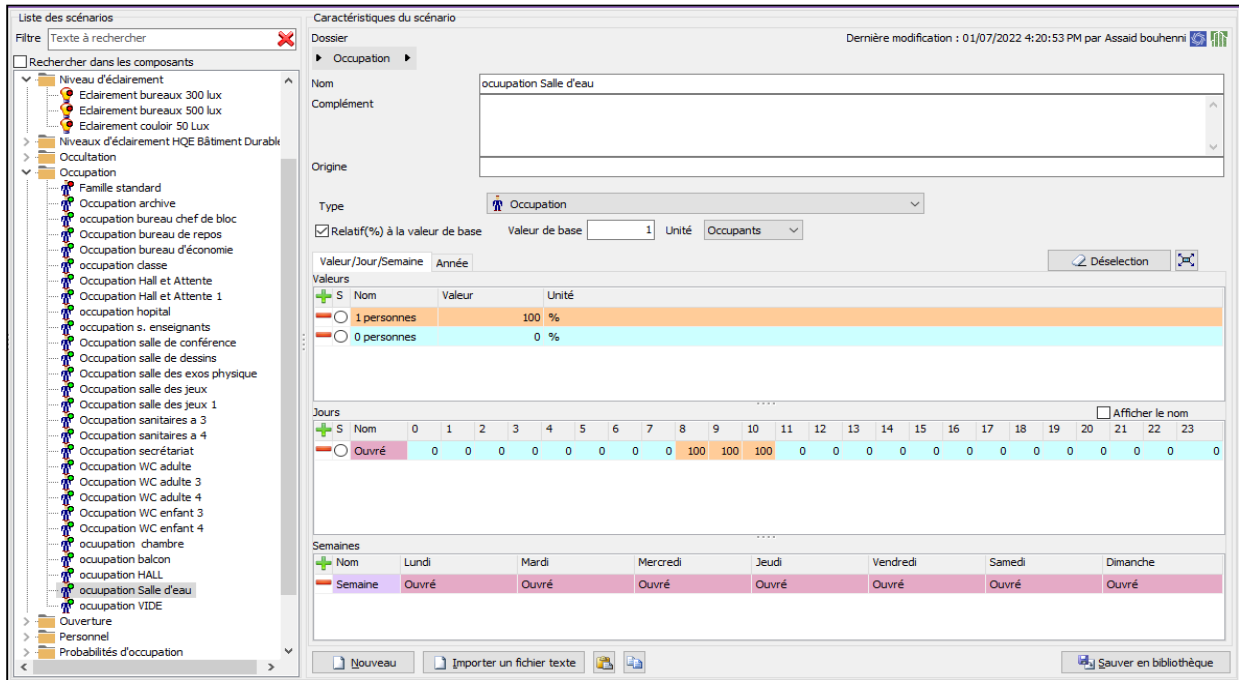 Liste des scénarios
Filtre Texte à rechercher
Rechercher dans les composants
Niveau d'éclairement
Eclairement bureaux 300 lux
Eclairement bureaux 500 lux
Eclairement couloir 50 Lux
Niveaux d'éclairement HQE Bâtiment Durable
Occultation
Occupation
Famille standard
Occupation archive
occupation bureau chef de bloc
Occupation bureau de repos
Occupation bureau d'économie
occupation classe
Occupation Hall et Attente
Occupation Hall et Attente 1
occupation hopital
occupation s. enseignants
Occupation salle de conférence
Occupation salle de dessins
Occupation salle des exos physique
Occupation salle des jeux
Occupation salle des jeux 1
Occupation sanitaires a 3
Occupation sanitaires a 4
Occupation secrétariat
Occupation WC adulte
Occupation WC adulte 3
Occupation WC adulte 4
Occupation WC enfant 3
Occupation WC enfant 4
ocuupation chambre
ocuupation balcon
ocuupation HALL
ocuupation Salle d'eau
ocuupation VIDE
Ouverture
Personnel
Probabilités d'occupation
Caractéristiques du scénario
Dossier Dernière modification : 01/07/2022 4:20:53 PM par Assaid bouhenni
Occupation
Nom ocuupation Salle d'eau
Complément
Origine
Type Occupation
Relatif(%) à la valeur de base Valeur de base 1 Unité Occupants
Valeur/Jour/Semaine Année Déselection
Valeurs
S Nom Valeur Unité
1 personnes 100 %
0 personnes 0 %
Jours Afficher le nom
S Nom 0 1 2 3 4 5 6 7 8 9 10 11 12 13 14 15 16 17 18 19 20 21 22 23
Ouvré 0 0 0 0 0 0 0 0 100 100 100 0 0 0 0 0 0 0 0 0 0 0 0 0
Semaines
Nom Lundi Mardi Mercredi Jeudi Vendredi Samedi Dimanche
Semaine Ouvré Ouvré Ouvré Ouvré Ouvré Ouvré Ouvré
Nouveau Importer un fichier texte Sauver en bibliothèque